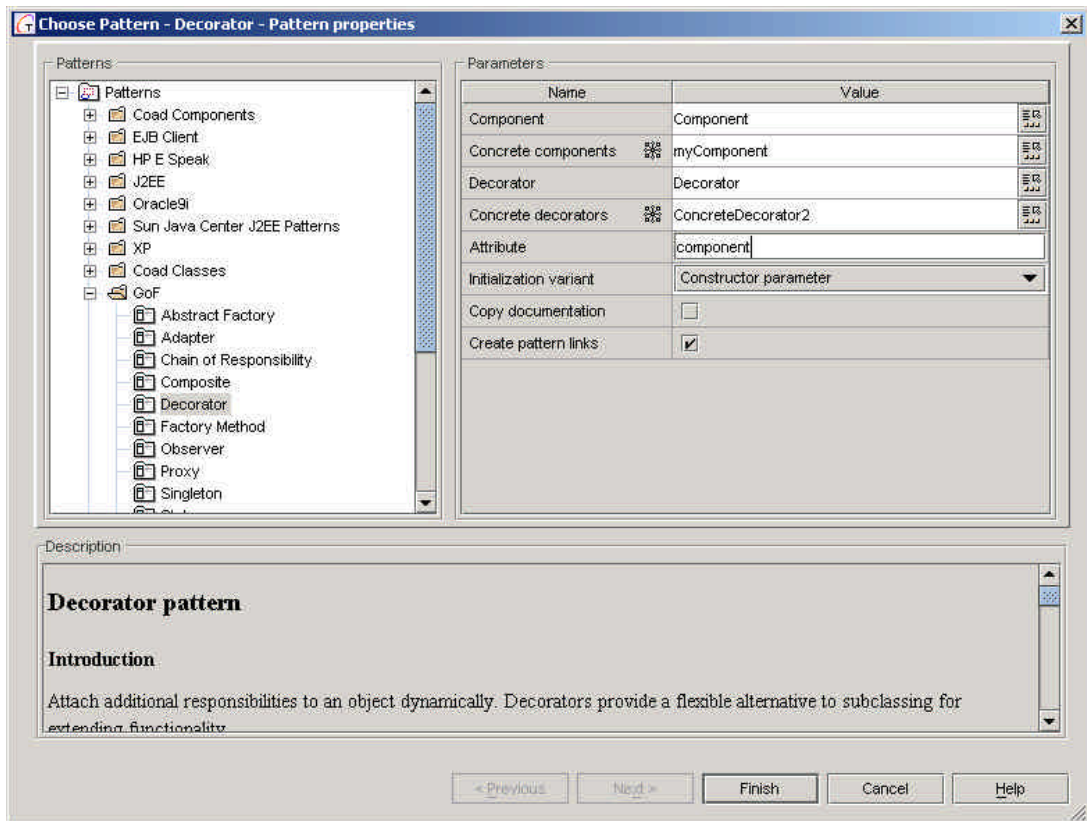 Choose Pattern - Decorator - Pattern properties
Patterns
Patterns
Coad Components
EJB Client
HP E Speak
J2EE
Oracle9i
Sun Java Center J2EE Patterns
XP
Coad Classes
GoF
Abstract Factory
Adapter
Chain of Responsibility
Composite
Decorator
Factory Method
Observer
Proxy
Singleton
Parameters
Name Value
Component Component
Concrete components myComponent
Decorator Decorator
Concrete decorators ConcreteDecorator2
Attribute component
Initialization variant Constructor parameter
Copy documentation
Create pattern links
Description
Decorator pattern
Introduction
Attach additional responsibilities to an object dynamically. Decorators provide a flexible alternative to subclassing for
extending functionality
< Previous Next > Finish Cancel Help